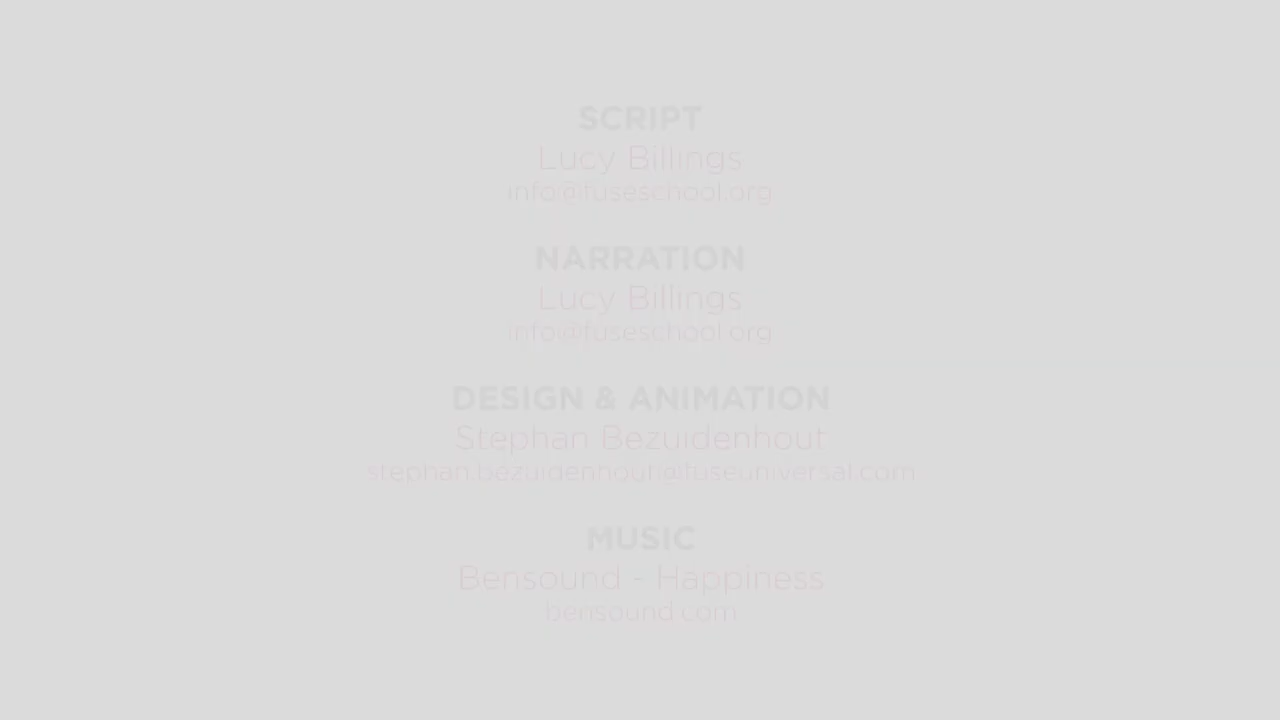 SCRIPT
Lucy Billings
info@fuseschool.org
NARRATION
Lucy Billings
info@fuseschool.org
DESIGN & ANIMATION
Stephan Bezuidenhout
stephan.bezuidenhout@fuseuniversal.com
MUSIC
Bensound - Happiness
bensound.com